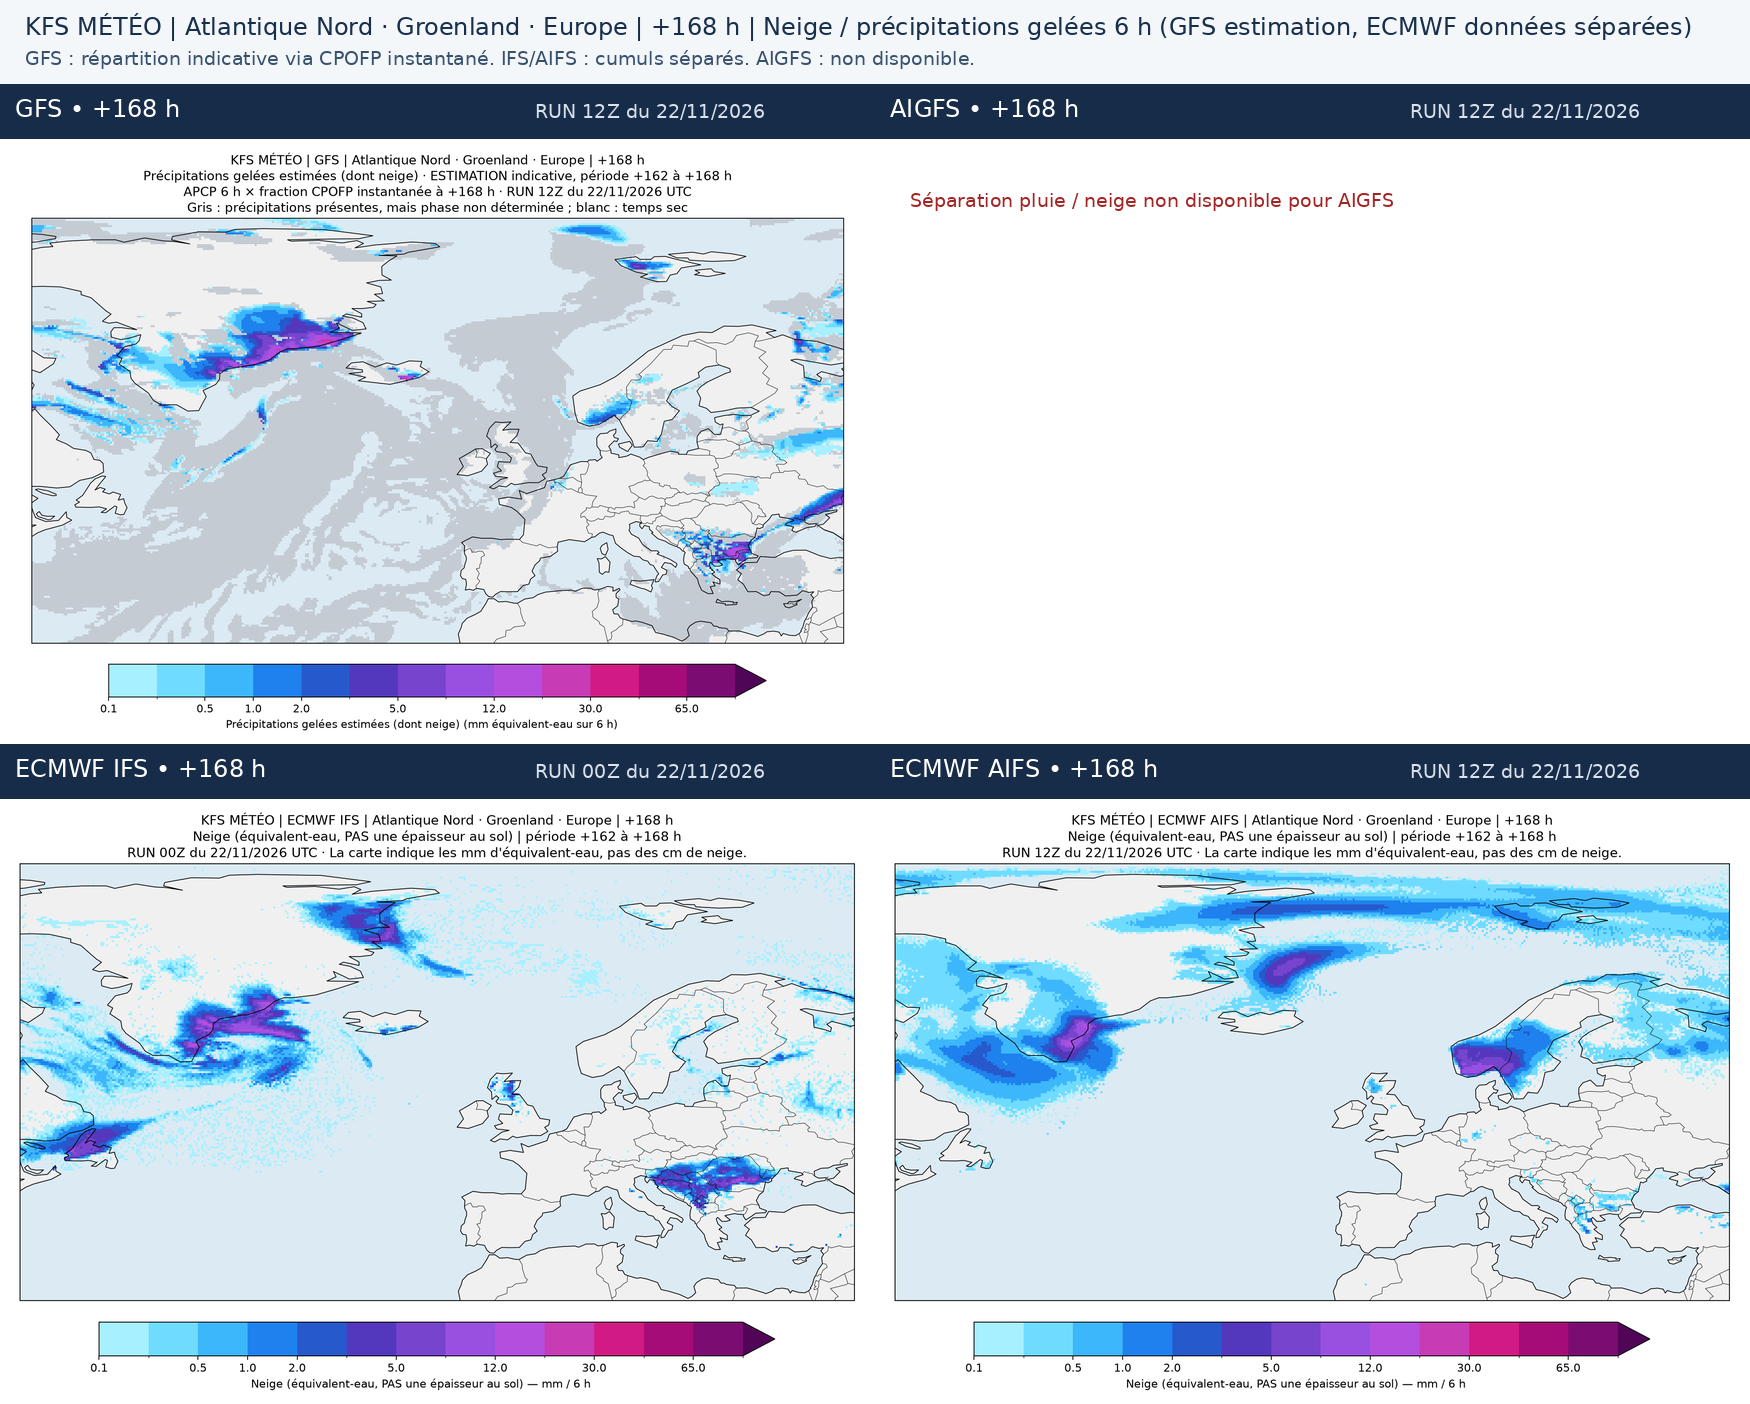 KFS MÉTÉO | Atlantique Nord · Groenland · Europe | +168 h | Neige / précipitations gelées 6 h (GFS estimation, ECMWF données séparées)
GFS : répartition indicative via CPOFP instantané. IFS/AIFS : cumuls séparés. AIGFS : non disponible.
GFS • +168 h
RUN 12Z du 22/11/2026
AIGFS • +168 h
RUN 12Z du 22/11/2026
KFS MÉTÉO | GFS | Atlantique Nord · Groenland · Europe | +168 h
Précipitations gelées estimées (dont neige) · ESTIMATION indicative, période +162 à +168 h
APCP 6 h × fraction CPOFP instantanée à +168 h · RUN 12Z du 22/11/2026 UTC
Gris : précipitations présentes, mais phase non déterminée ; blanc : temps sec
Séparation pluie / neige non disponible pour AIGFS
0.1 0.5 1.0 2.0 5.0 12.0 30.0 65.0
Précipitations gelées estimées (dont neige) (mm équivalent-eau sur 6 h)
ECMWF IFS • +168 h
RUN 00Z du 22/11/2026
ECMWF AIFS • +168 h
RUN 12Z du 22/11/2026
KFS MÉTÉO | ECMWF IFS | Atlantique Nord · Groenland · Europe | +168 h
Neige (équivalent-eau, PAS une épaisseur au sol) | période +162 à +168 h
RUN 00Z du 22/11/2026 UTC · La carte indique les mm d'équivalent-eau, pas des cm de neige.
KFS MÉTÉO | ECMWF AIFS | Atlantique Nord · Groenland · Europe | +168 h
Neige (équivalent-eau, PAS une épaisseur au sol) | période +162 à +168 h
RUN 12Z du 22/11/2026 UTC · La carte indique les mm d'équivalent-eau, pas des cm de neige.
0.1 0.5 1.0 2.0 5.0 12.0 30.0 65.0
Neige (équivalent-eau, PAS une épaisseur au sol) — mm / 6 h
0.1 0.5 1.0 2.0 5.0 12.0 30.0 65.0
Neige (équivalent-eau, PAS une épaisseur au sol) — mm / 6 h